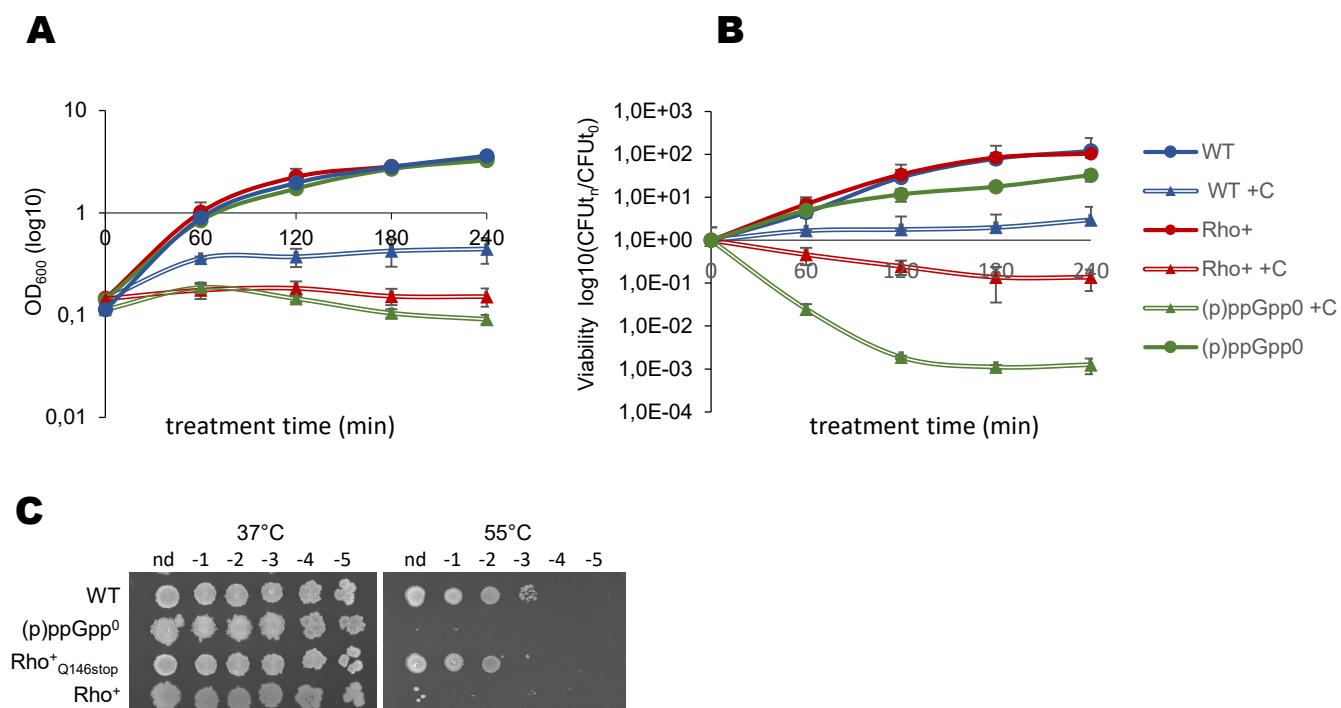 A
B
10
1
0,1
0,01
0 60 120 180 240
OD600 (log10)
treatment time (min)
1,0E+03
1,0E+02
1,0E+01
1,0E+00
1,0E-01
1,0E-02
1,0E-03
1,0E-04
0 60 120 180 240
Viability log10(CFUtn/CFUt0)
treatment time (min)
WT
WT +C
Rho+
Rho+ +C
(p)ppGpp0 +C
(p)ppGpp0
C
37°C 55°C
nd -1 -2 -3 -4 -5 nd -1 -2 -3 -4 -5
WT
(p)ppGpp0
Rho+Q146stop
Rho+